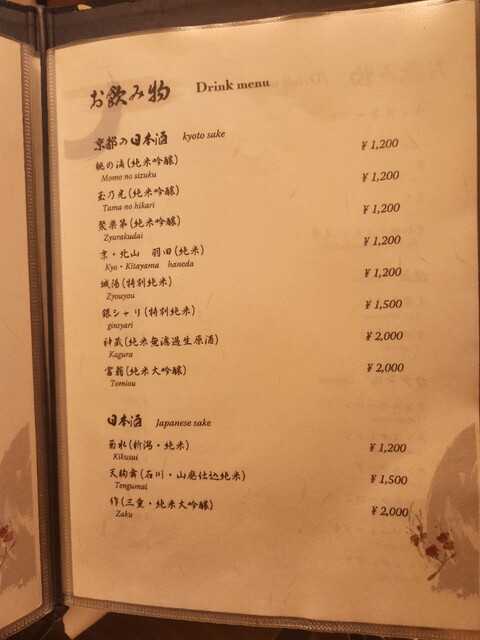 お飲み物 Drink menu
京都の日本酒 kyoto sake
桃の滴(純米吟醸) ¥1,200
Momo no sizuku
玉乃光(純米吟醸) ¥1,200
Tama no hikari
聚楽第(純米吟醸) ¥1,200
Zyurakudai
京・北山 羽田(純米) ¥1,200
Kyo・Kitayama haneda
城陽(特別純米) ¥1,200
Zyouyou
銀シャリ(特別純米) ¥1,500
ginsyari
神蔵(純米無濾過生原酒) ¥2,000
Kagura
富翁(純米大吟醸) ¥2,000
Tomiou
日本酒 Japanese sake
菊水(新潟・純米) ¥1,200
Kikusui
天狗舞(石川・山廃仕込純米) ¥1,500
Tengumai
作(三重・純米大吟醸) ¥2,000
Zaku